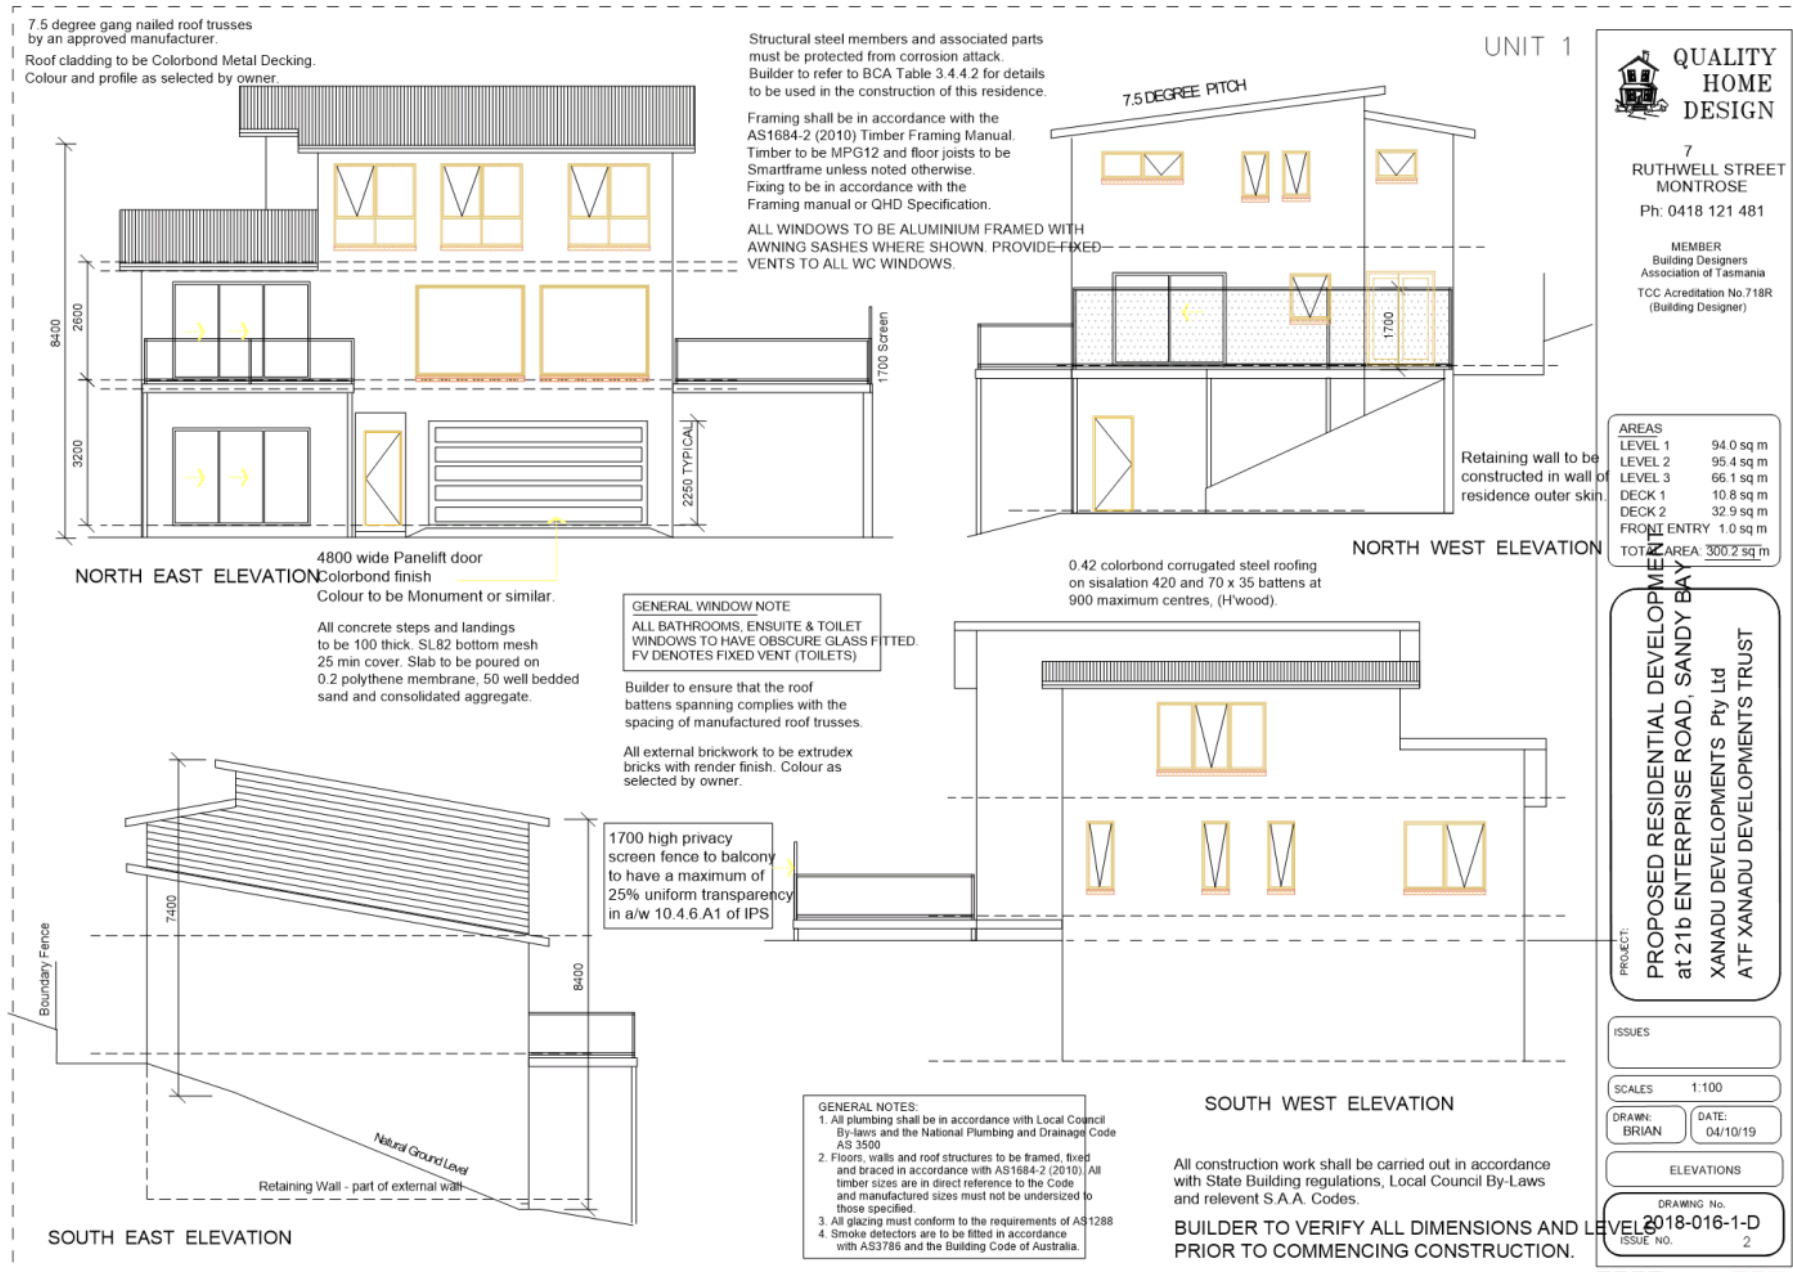 7.5 degree gang nailed roof trusses
by an approved manufacturer.
Roof cladding to be Colorbond Metal Decking.
Colour and profile as selected by owner.
Structural steel members and associated parts
must be protected from corrosion attack.
Builder to refer to BCA Table 3.4.4.2 for details
to be used in the construction of this residence.
Framing shall be in accordance with the
AS1684-2 (2010) Timber Framing Manual.
Timber to be MPG12 and floor joists to be
Smartframe unless noted otherwise.
Fixing to be in accordance with the
Framing manual or QHD Specification.
ALL WINDOWS TO BE ALUMINIUM FRAMED WITH
AWNING SASHES WHERE SHOWN. PROVIDE FIXED
VENTS TO ALL WC WINDOWS.
8400
2600
3200
1700 Screen
2250 TYPICAL
NORTH EAST ELEVATION
4800 wide Panelift door
Colorbond finish
Colour to be Monument or similar.
All concrete steps and landings
to be 100 thick. SL82 bottom mesh
25 min cover. Slab to be poured on
0.2 polythene membrane, 50 well bedded
sand and consolidated aggregate.
UNIT 1
7.5 DEGREE PITCH
1700
Retaining wall to be
constructed in wall of
residence outer skin.
NORTH WEST ELEVATION
0.42 colorbond corrugated steel roofing
on sisalation 420 and 70 x 35 battens at
900 maximum centres, (H'wood).
GENERAL WINDOW NOTE
ALL BATHROOMS, ENSUITE & TOILET
WINDOWS TO HAVE OBSCURE GLASS FITTED.
FV DENOTES FIXED VENT (TOILETS)
Builder to ensure that the roof
battens spanning complies with the
spacing of manufactured roof trusses.
All external brickwork to be extrudex
bricks with render finish. Colour as
selected by owner.
1700 high privacy
screen fence to balcony
to have a maximum of
25% uniform transparency
in a/w 10.4.6.A1 of IPS
7400
8400
Boundary Fence
Natural Ground Level
Retaining Wall - part of external wall
SOUTH EAST ELEVATION
SOUTH WEST ELEVATION
GENERAL NOTES:
1. All plumbing shall be in accordance with Local Council
By-laws and the National Plumbing and Drainage Code
AS 3500
2. Floors, walls and roof structures to be framed, fixed
and braced in accordance with AS1684-2 (2010). All
timber sizes are in direct reference to the Code
and manufactured sizes must not be undersized to
those specified.
3. All glazing must conform to the requirements of AS1288
4. Smoke detectors are to be fitted in accordance
with AS3786 and the Building Code of Australia.
All construction work shall be carried out in accordance
with State Building regulations, Local Council By-Laws
and relevent S.A.A. Codes.
BUILDER TO VERIFY ALL DIMENSIONS AND LEVELS
PRIOR TO COMMENCING CONSTRUCTION.
QUALITY
HOME
DESIGN
7
RUTHWELL STREET
MONTROSE
Ph: 0418 121 481
MEMBER
Building Designers
Association of Tasmania
TCC Acreditation No.718R
(Building Designer)
AREAS
LEVEL 1 94.0 sq m
LEVEL 2 95.4 sq m
LEVEL 3 66.1 sq m
DECK 1 10.8 sq m
DECK 2 32.9 sq m
FRONT ENTRY 1.0 sq m
TOTAL AREA: 300.2 sq m
PROJECT:
PROPOSED RESIDENTIAL DEVELOPMENT
at 21b ENTERPRISE ROAD, SANDY BAY
XANADU DEVELOPMENTS Pty Ltd
ATF XANADU DEVELOPMENTS TRUST
ISSUES
SCALES 1:100
DRAWN:
BRIAN
DATE:
04/10/19
ELEVATIONS
DRAWING No.
2018-016-1-D
ISSUE NO. 2